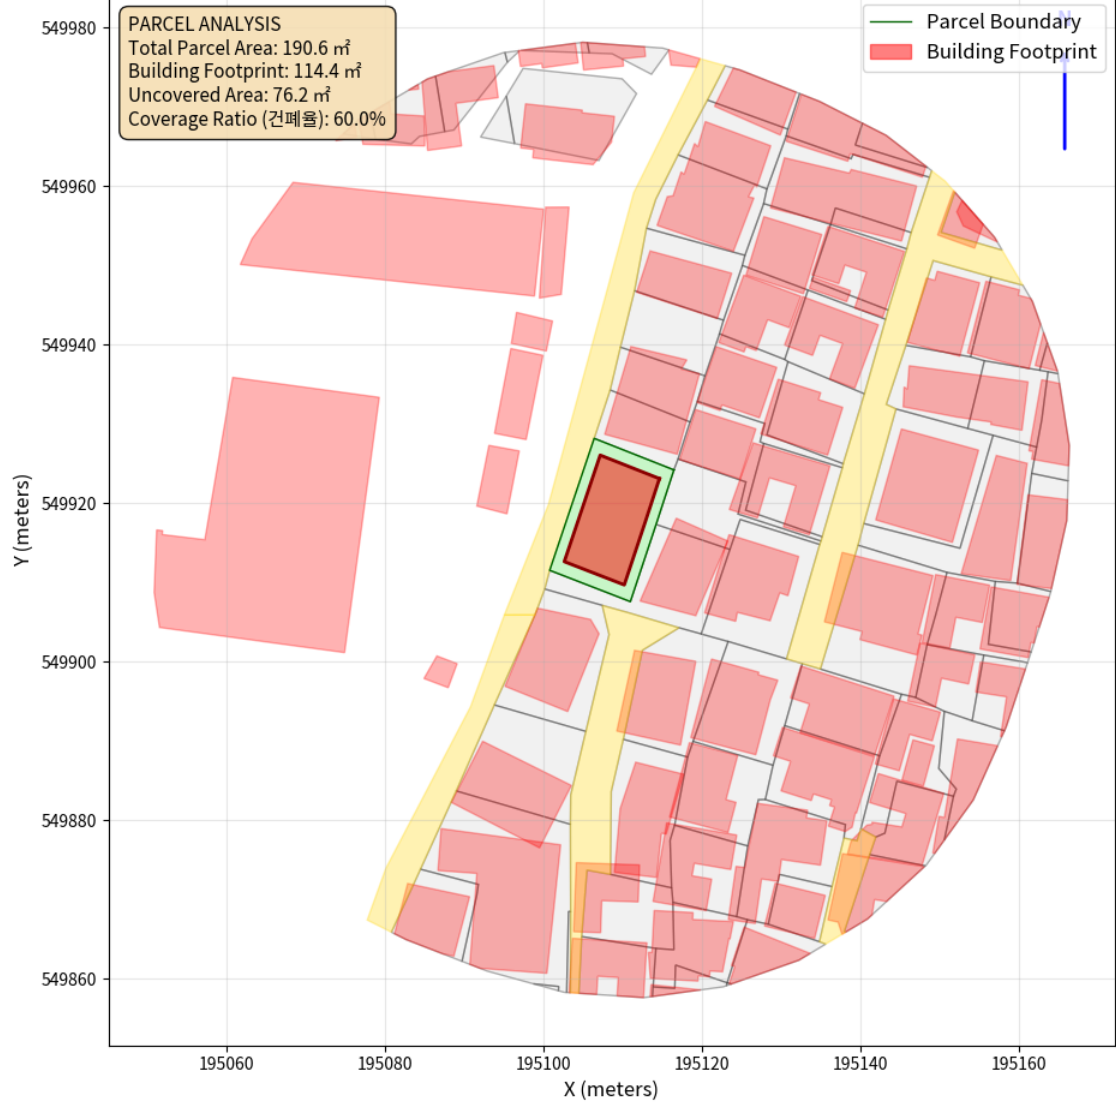 PARCEL ANALYSIS
Total Parcel Area: 190.6 ㎡
Building Footprint: 114.4 ㎡
Uncovered Area: 76.2 ㎡
Coverage Ratio (건폐율): 60.0%
Parcel Boundary
Building Footprint
N
549980
549960
549940
549920
549900
549880
549860
Y (meters)
195060
195080
195100
195120
195140
195160
X (meters)